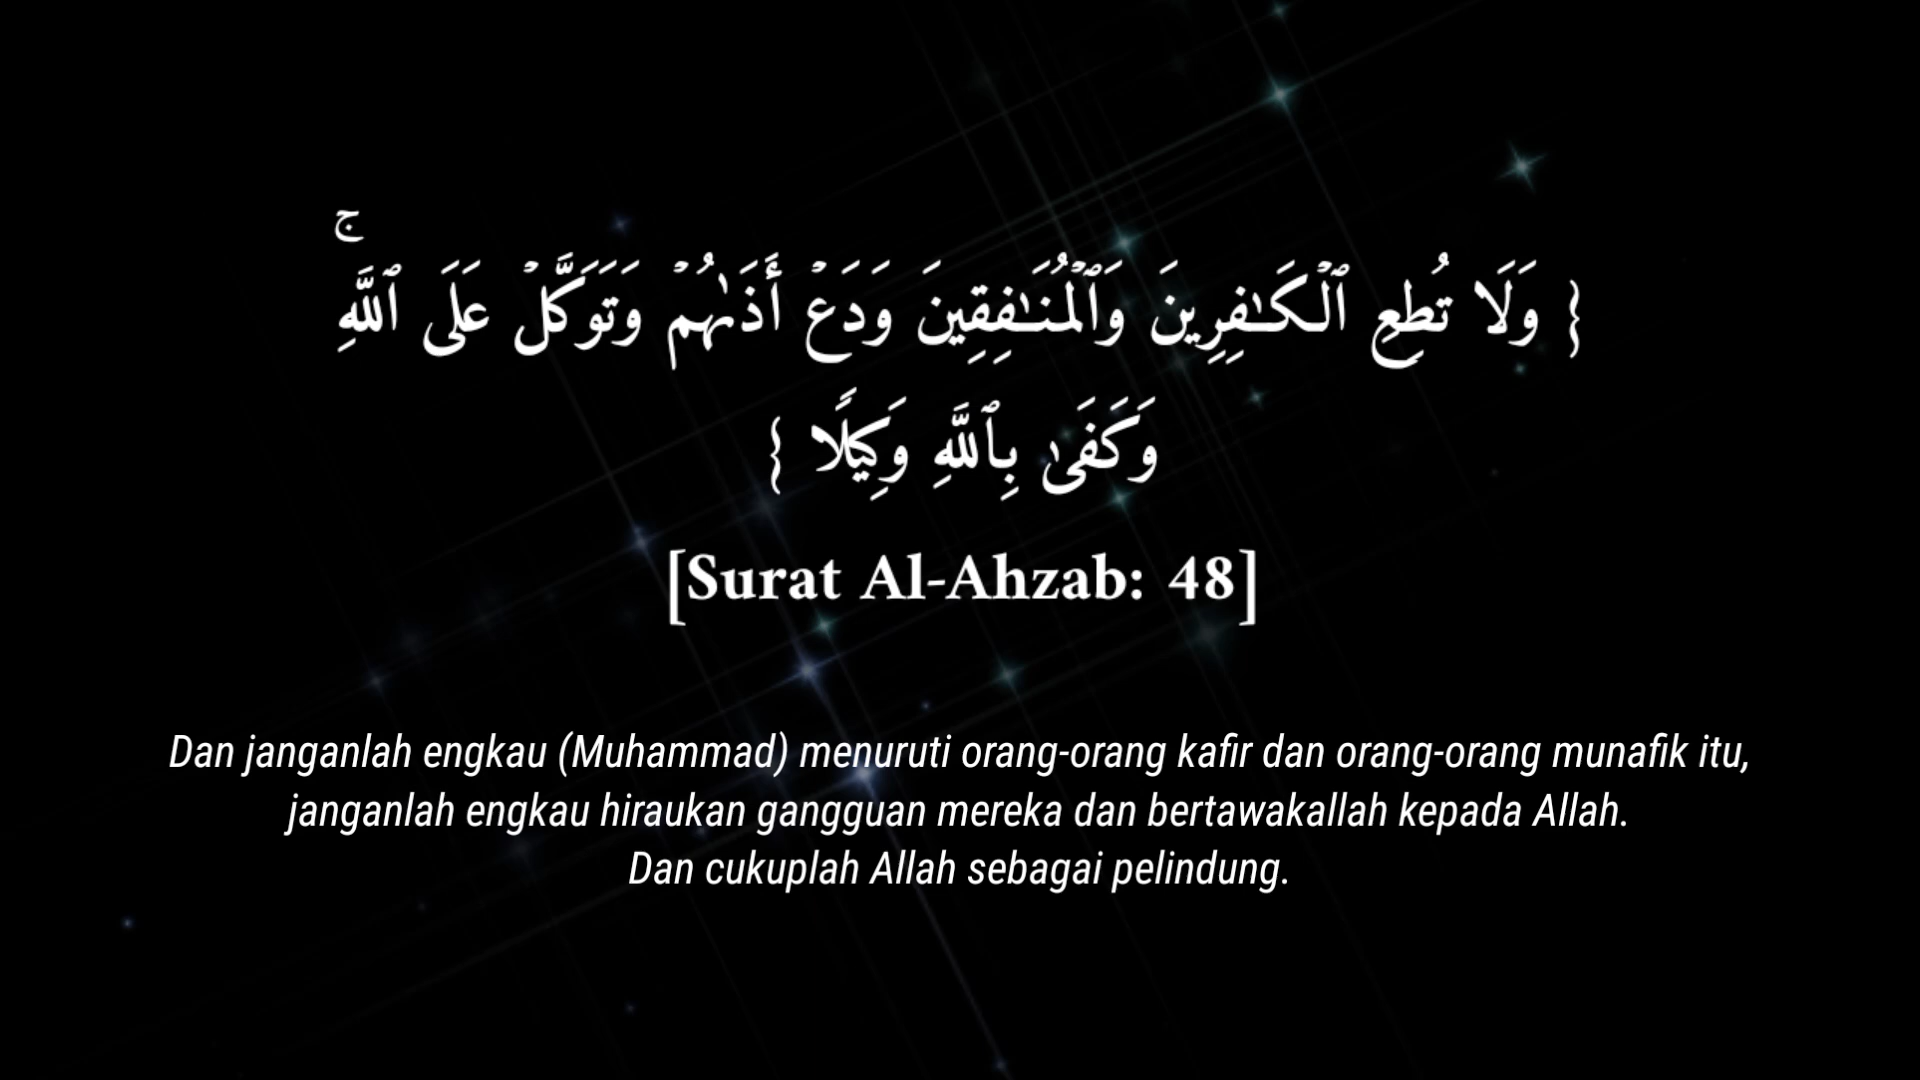 { وَلَا تُطِعِ ٱلْكَـٰفِرِينَ وَٱلْمُنَـٰفِقِينَ وَدَعْ أَذَىٰهُمْ وَتَوَكَّلْ عَلَى ٱللَّهِ ۚ
وَكَفَىٰ بِٱللَّهِ وَكِيلًا }
[Surat Al-Ahzab: 48]
Dan janganlah engkau (Muhammad) menuruti orang-orang kafir dan orang-orang munafik itu,
janganlah engkau hiraukan gangguan mereka dan bertawakallah kepada Allah.
Dan cukuplah Allah sebagai pelindung.